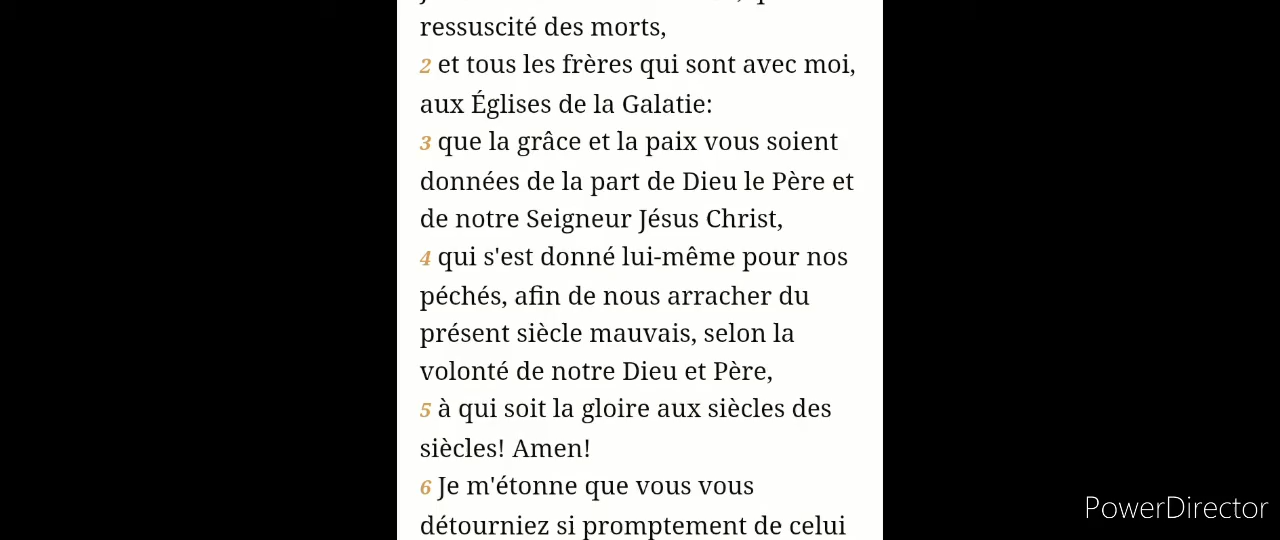 ressuscité des morts,
2 et tous les frères qui sont avec moi,
aux Églises de la Galatie:
3 que la grâce et la paix vous soient
données de la part de Dieu le Père et
de notre Seigneur Jésus Christ,
4 qui s'est donné lui-même pour nos
péchés, afin de nous arracher du
présent siècle mauvais, selon la
volonté de notre Dieu et Père,
5 à qui soit la gloire aux siècles des
siècles! Amen!
6 Je m'étonne que vous vous
détourniez si promptement de celui
PowerDirector